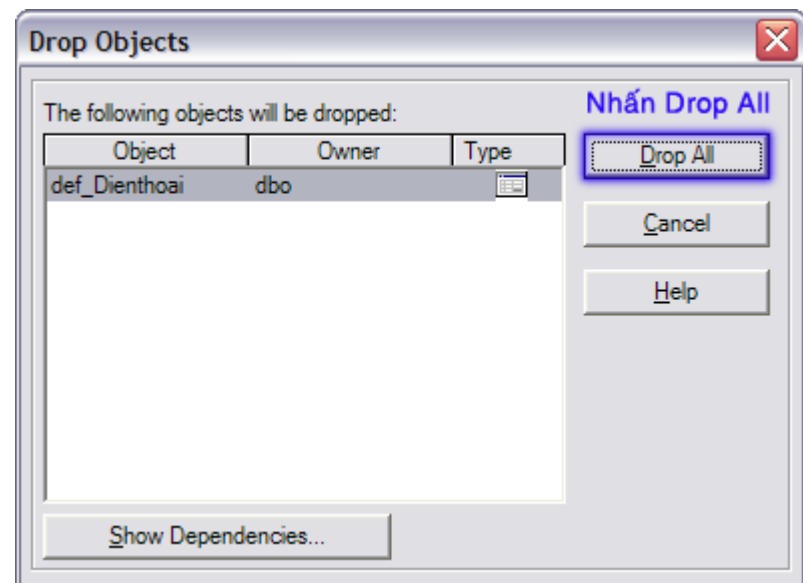 Drop Objects
The following objects will be dropped:
Nhấn Drop All
Object Owner Type
Drop All
def_Dienthoai dbo
Cancel
Help
Show Dependencies...